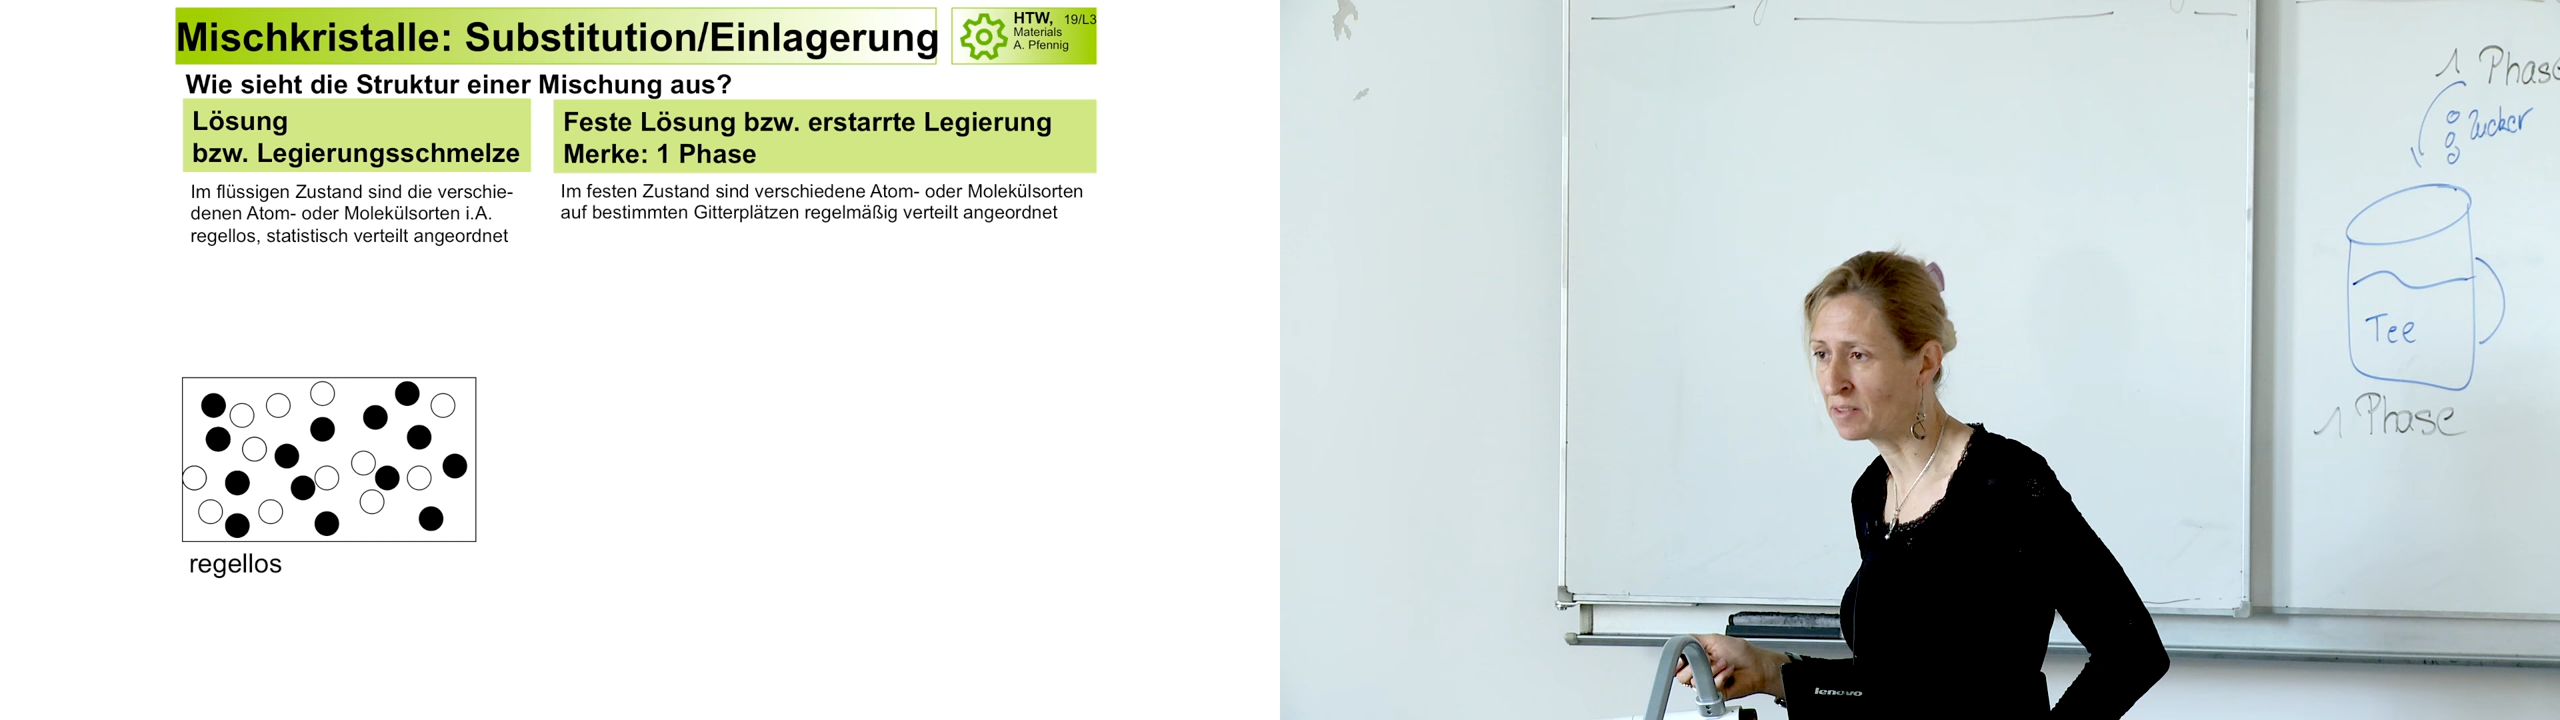 Mischkristalle: Substitution/Einlagerung
HTW, 19/L3
Materials
A. Pfennig
Wie sieht die Struktur einer Mischung aus?
Lösung
bzw. Legierungsschmelze
Feste Lösung bzw. erstarrte Legierung
Merke: 1 Phase
Im flüssigen Zustand sind die verschie-
denen Atom- oder Molekülsorten i.A.
regellos, statistisch verteilt angeordnet
Im festen Zustand sind verschiedene Atom- oder Molekülsorten
auf bestimmten Gitterplätzen regelmäßig verteilt angeordnet
regellos
1 Phase
Zucker
Tee
1 Phase
lenovo